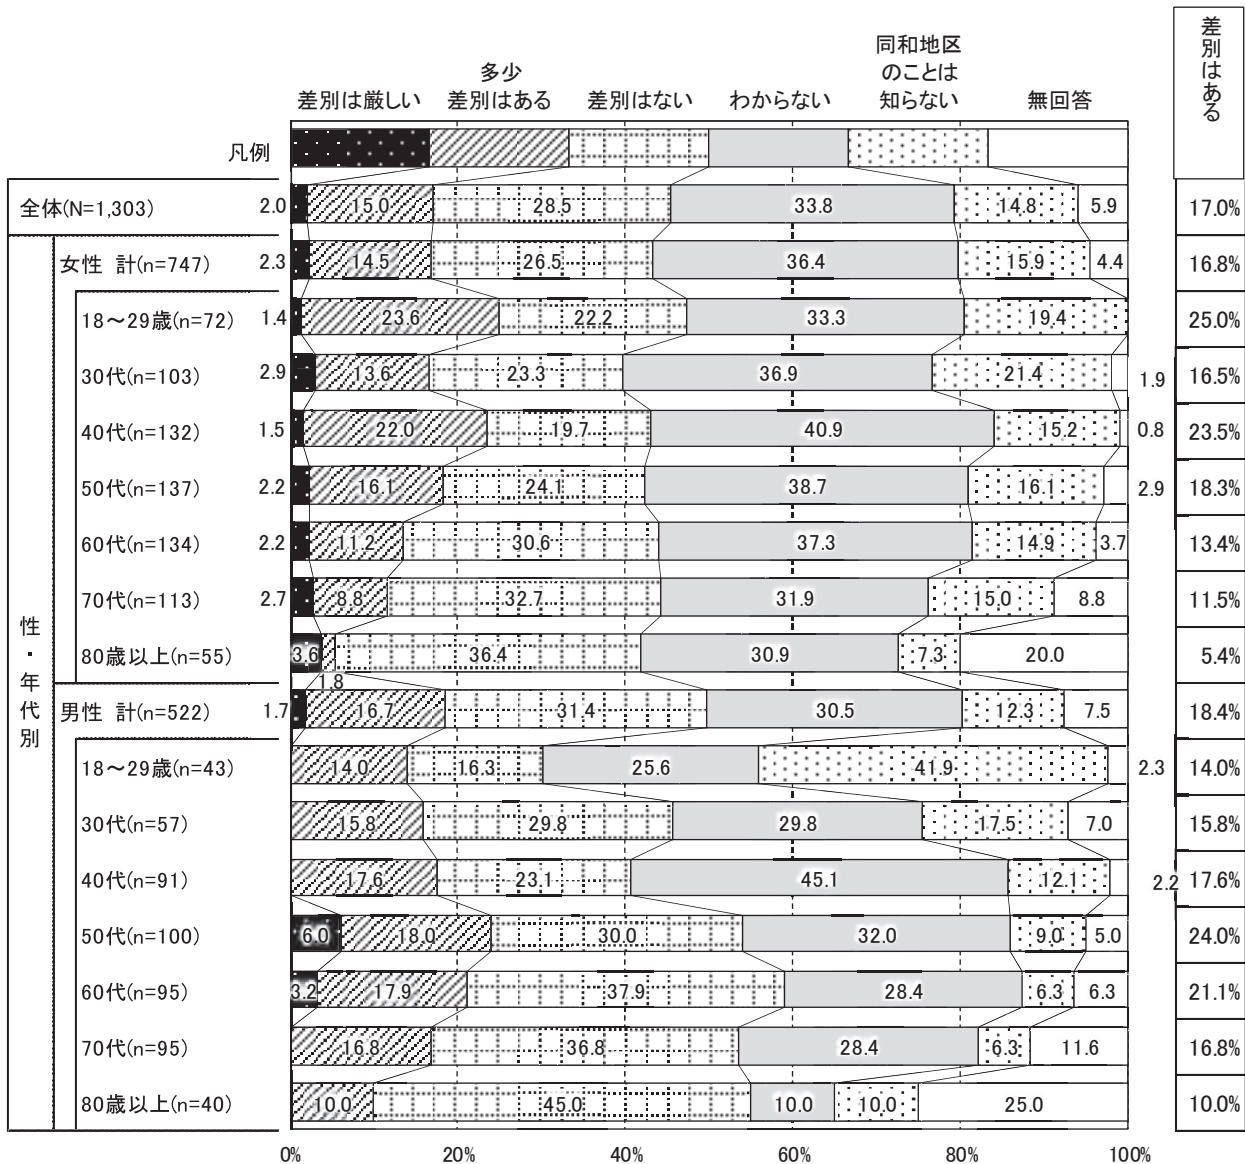 差別は厳しい
多少
差別はある
差別はない
わからない
同和地区
のことは
知らない
無回答
差別はある
凡例
全体(N=1,303) 2.0 15.0 28.5 33.8 14.8 5.9 17.0%
性・年代別
女性 計(n=747) 2.3 14.5 26.5 36.4 15.9 4.4 16.8%
18～29歳(n=72) 1.4 23.6 22.2 33.3 19.4 25.0%
30代(n=103) 2.9 13.6 23.3 36.9 21.4 1.9 16.5%
40代(n=132) 1.5 22.0 19.7 40.9 15.2 0.8 23.5%
50代(n=137) 2.2 16.1 24.1 38.7 16.1 2.9 18.3%
60代(n=134) 2.2 11.2 30.6 37.3 14.9 3.7 13.4%
70代(n=113) 2.7 8.8 32.7 31.9 15.0 8.8 11.5%
80歳以上(n=55) 3.6 1.8 36.4 30.9 7.3 20.0 5.4%
男性 計(n=522) 1.7 16.7 31.4 30.5 12.3 7.5 18.4%
18～29歳(n=43) 14.0 16.3 25.6 41.9 2.3 14.0%
30代(n=57) 15.8 29.8 29.8 17.5 7.0 15.8%
40代(n=91) 17.6 23.1 45.1 12.1 2.2 17.6%
50代(n=100) 6.0 18.0 30.0 32.0 9.0 5.0 24.0%
60代(n=95) 3.2 17.9 37.9 28.4 6.3 6.3 21.1%
70代(n=95) 16.8 36.8 28.4 6.3 11.6 16.8%
80歳以上(n=40) 10.0 45.0 10.0 10.0 25.0 10.0%
0% 20% 40% 60% 80% 100%